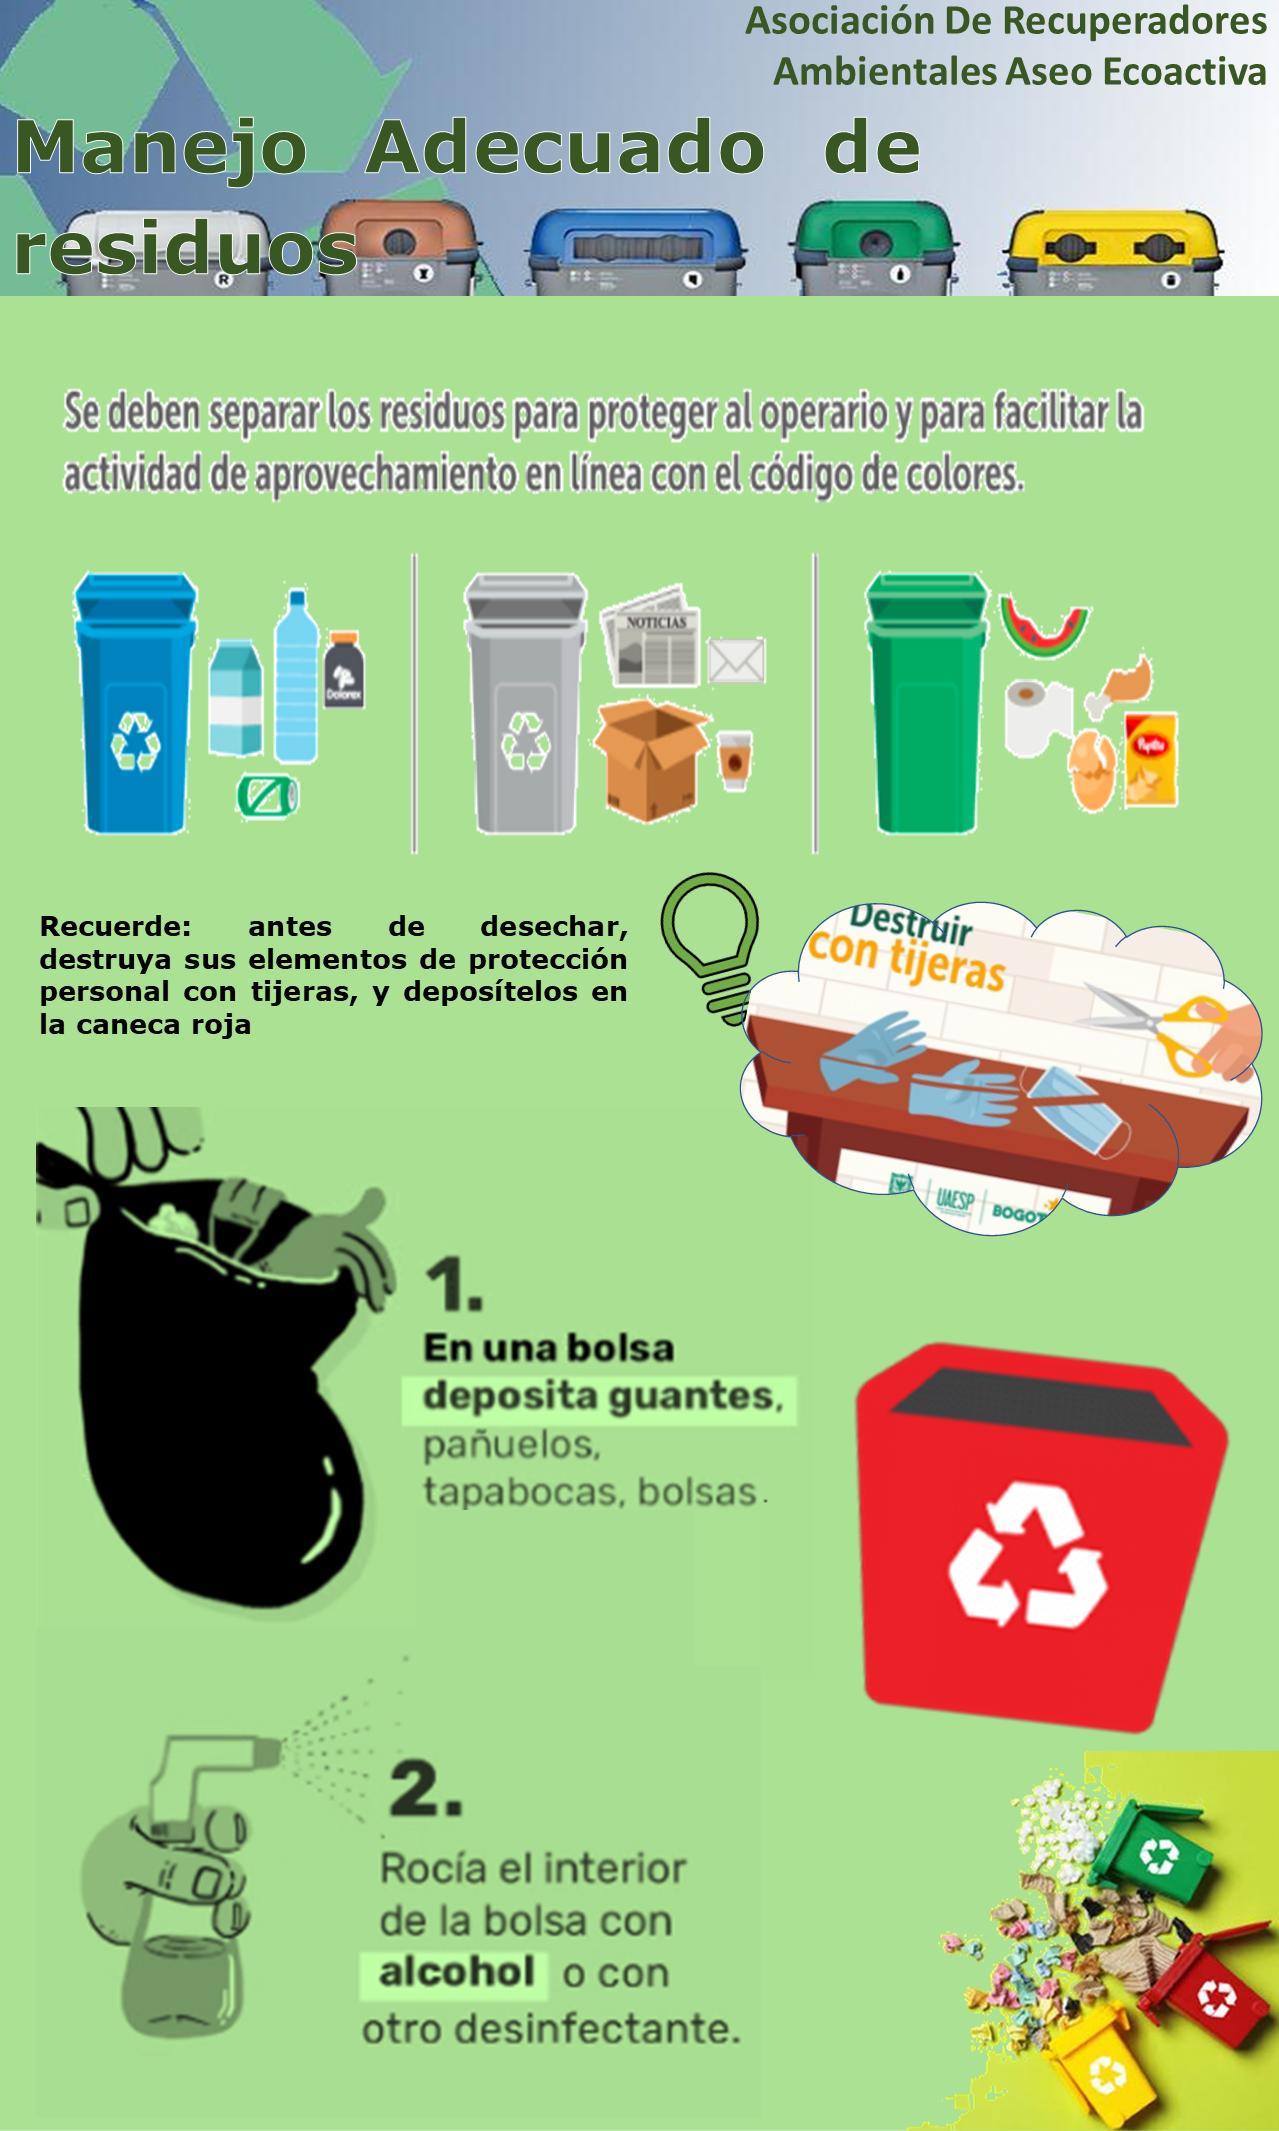 Asociación De Recuperadores
Ambientales Aseo Ecoactiva
Manejo Adecuado de
residuos
R
Se deben separar los residuos para proteger al operario y para facilitar la
actividad de aprovechamiento en línea con el código de colores.
NOTICIAS
Dolorex
Recuerde: antes de desechar,
destruya sus elementos de protección
personal con tijeras, y deposítelos en
la caneca roja
Destruir
con tijeras
UAESP
BOGOT
1.
En una bolsa
deposita guantes,
pañuelos,
tapabocas, bolsas.
2.
Rocía el interior
de la bolsa con
alcohol o con
otro desinfectante.